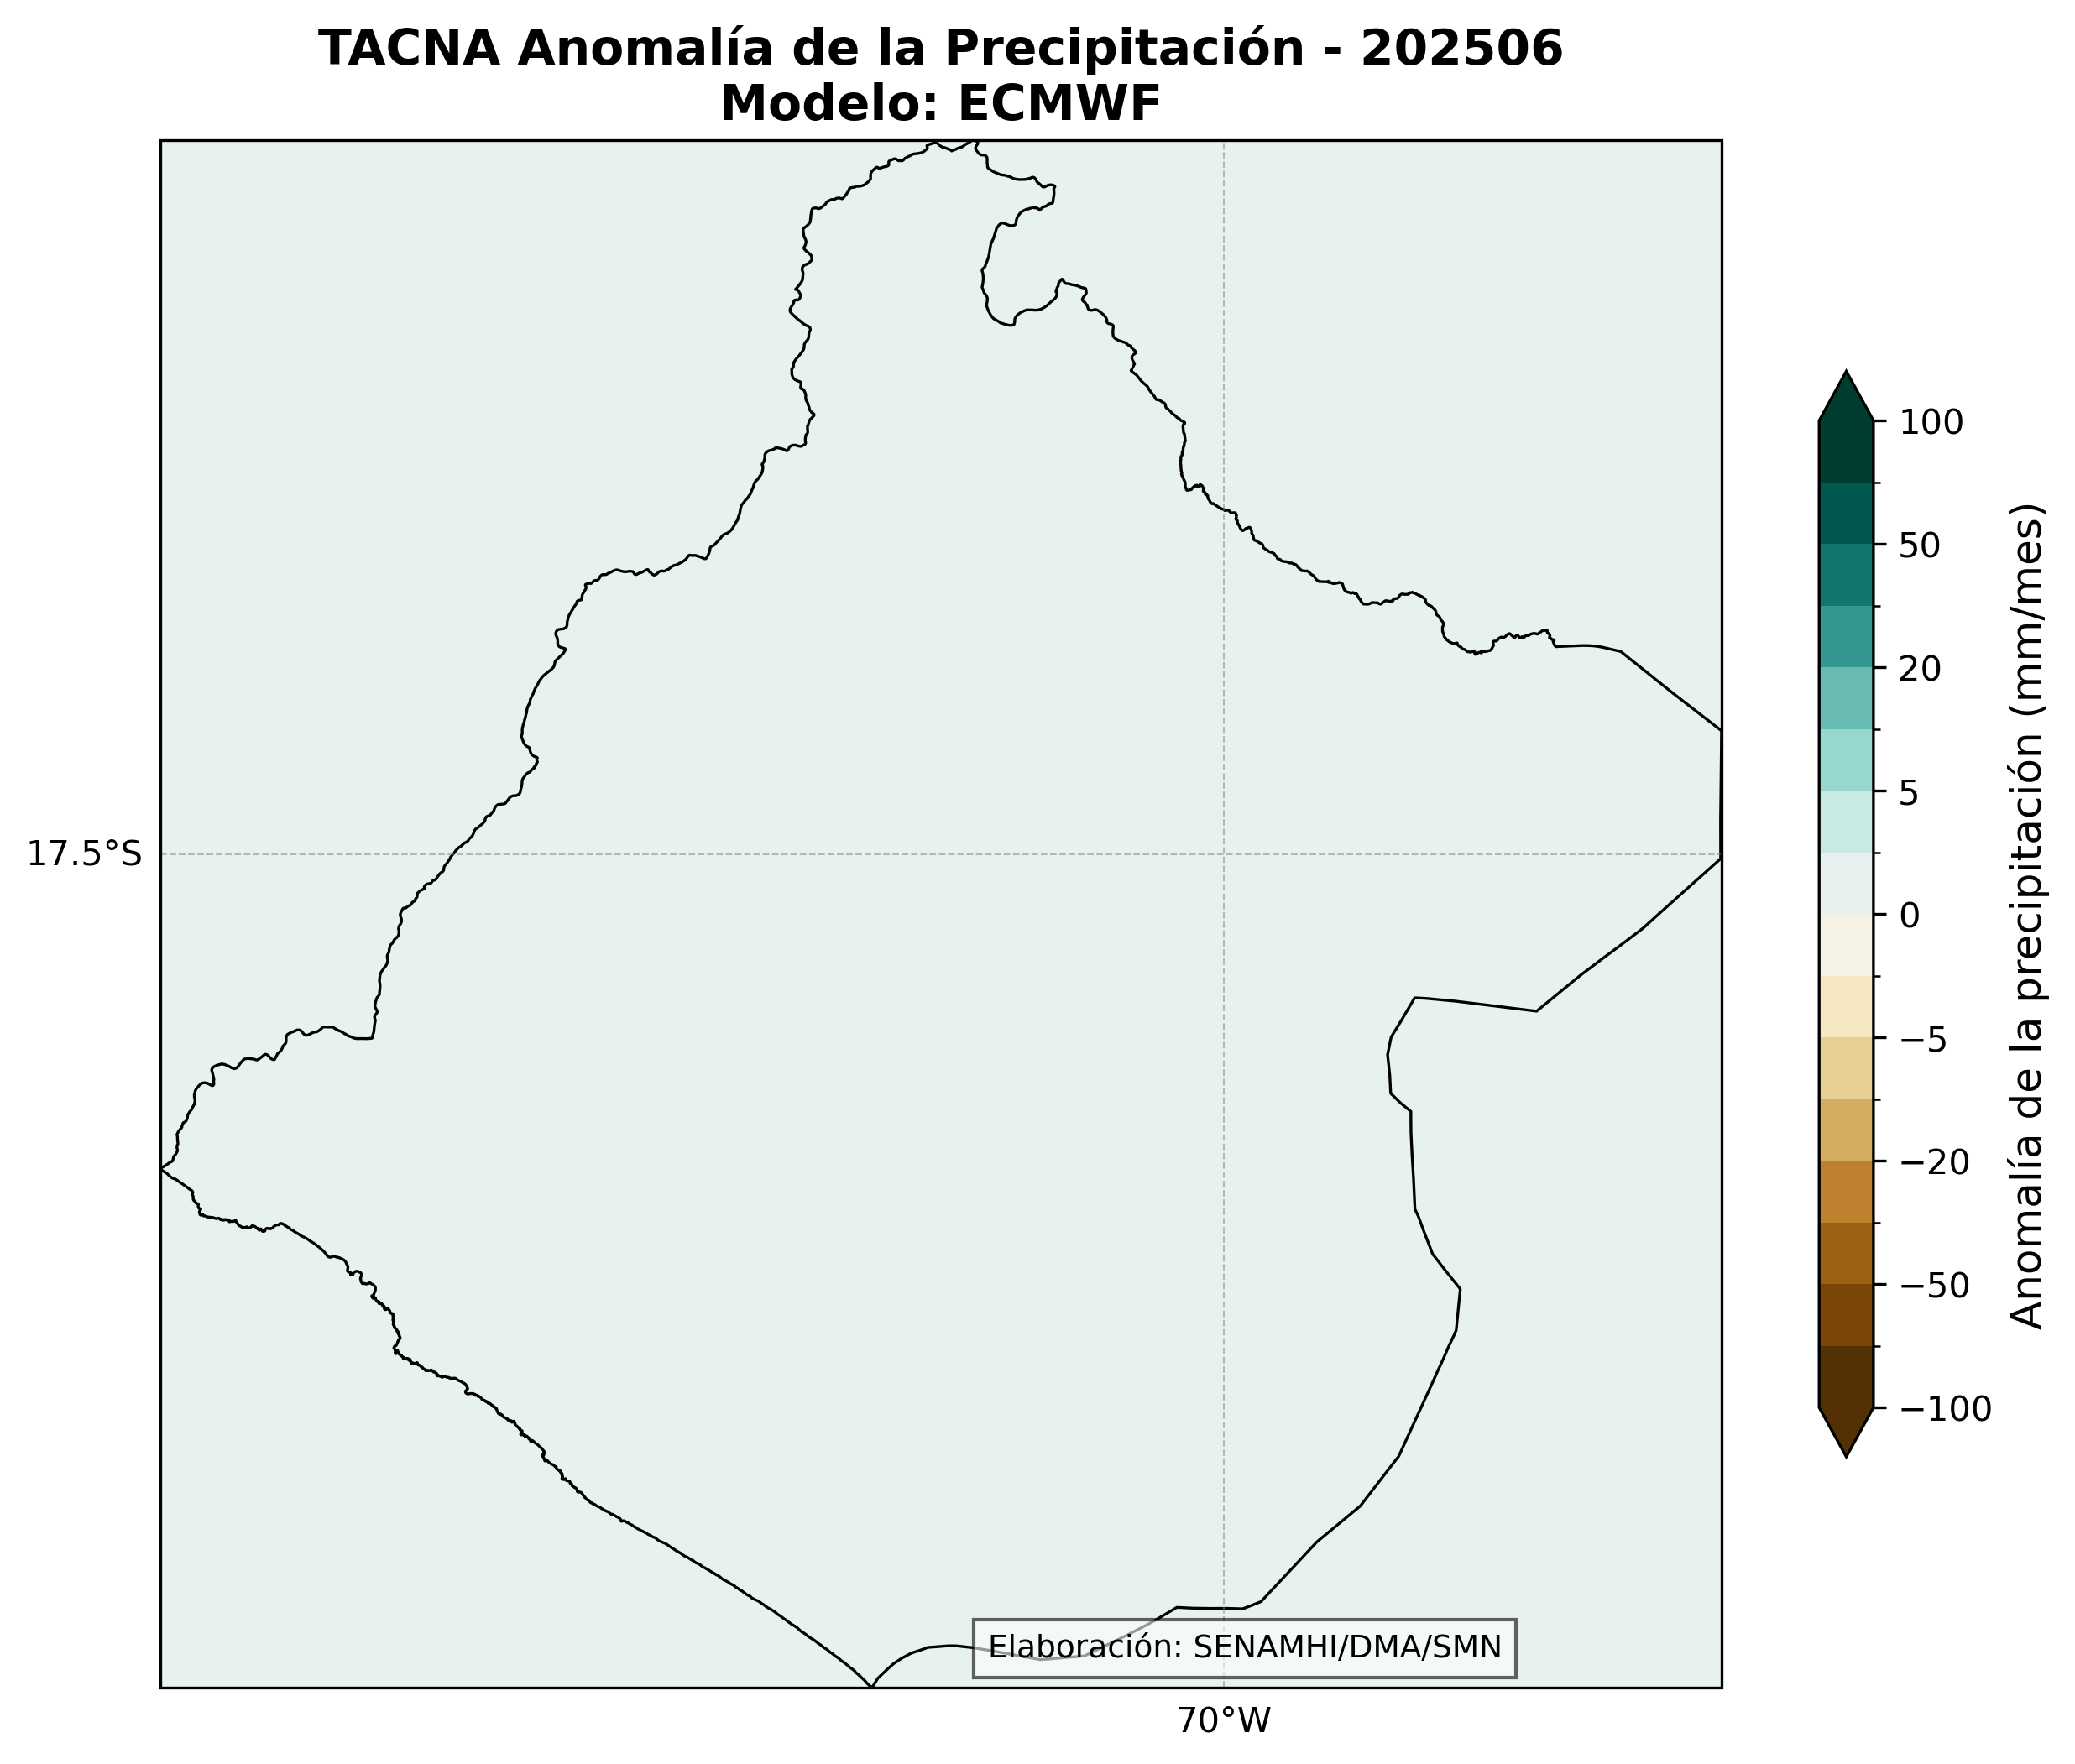 TACNA Anomalía de la Precipitación - 202506
Modelo: ECMWF
17.5°S
70°W
Elaboración: SENAMHI/DMA/SMN
100
50
20
5
0
−5
−20
−50
−100
Anomalía de la precipitación (mm/mes)